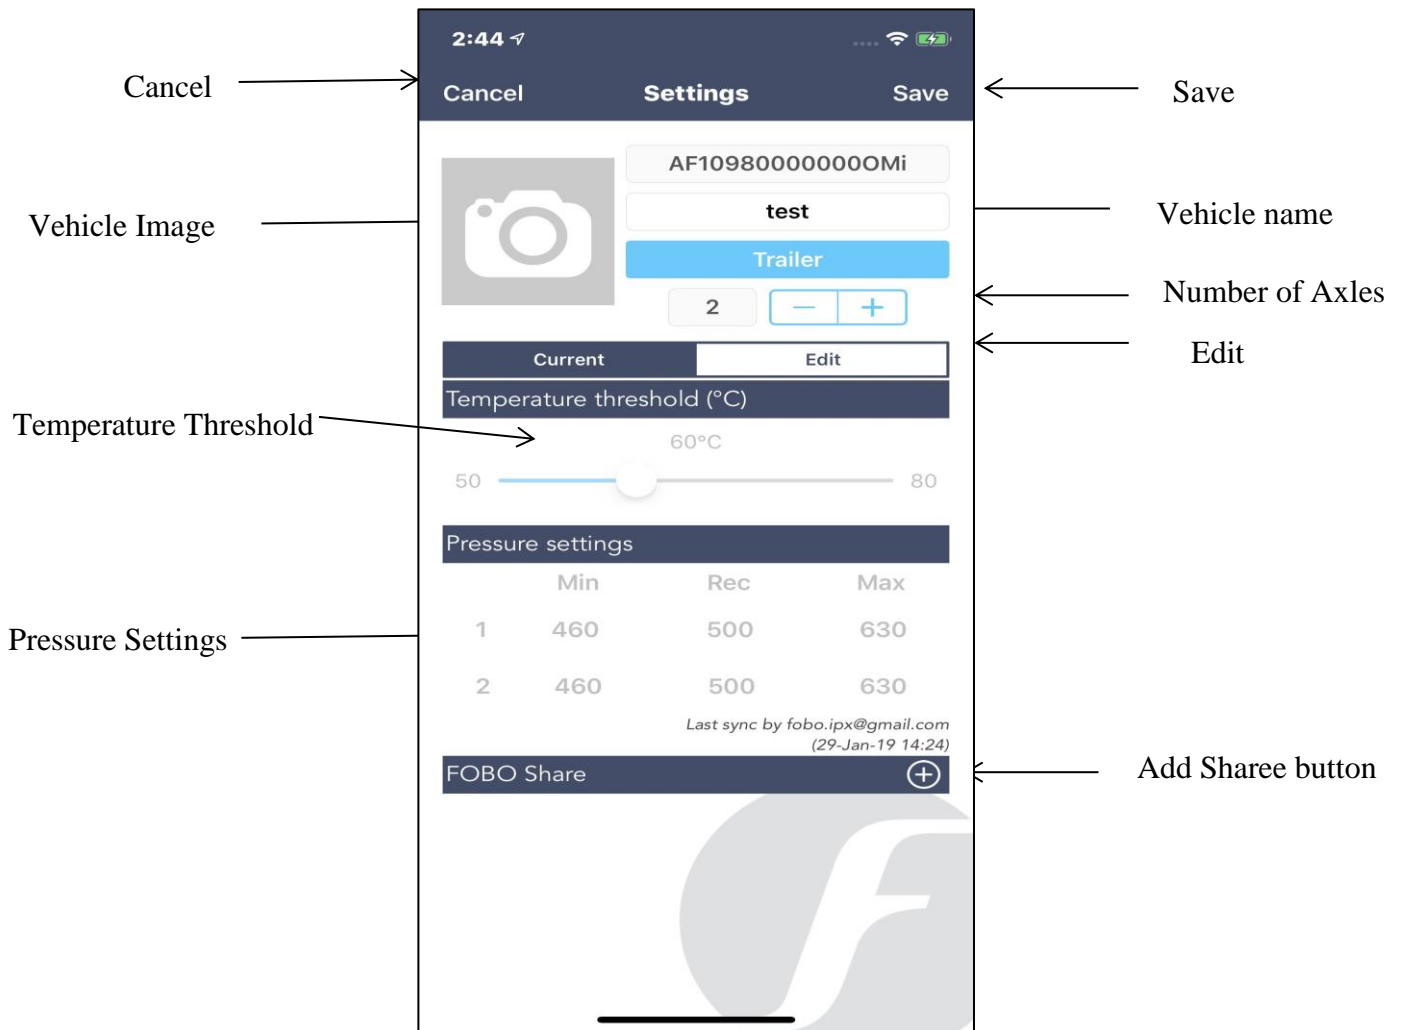 2:44
Cancel
Cancel
Settings
Save
Save
AF10980000000OMi
Vehicle Image
test
Vehicle name
Trailer
2
Number of Axles
Current
Edit
Edit
Temperature threshold (°C)
Temperature Threshold
60°C
50
80
Pressure settings
Min
Rec
Max
Pressure Settings
1
460
500
630
2
460
500
630
Last sync by fobo.ipx@gmail.com
(29-Jan-19 14:24)
FOBO Share
Add Sharee button